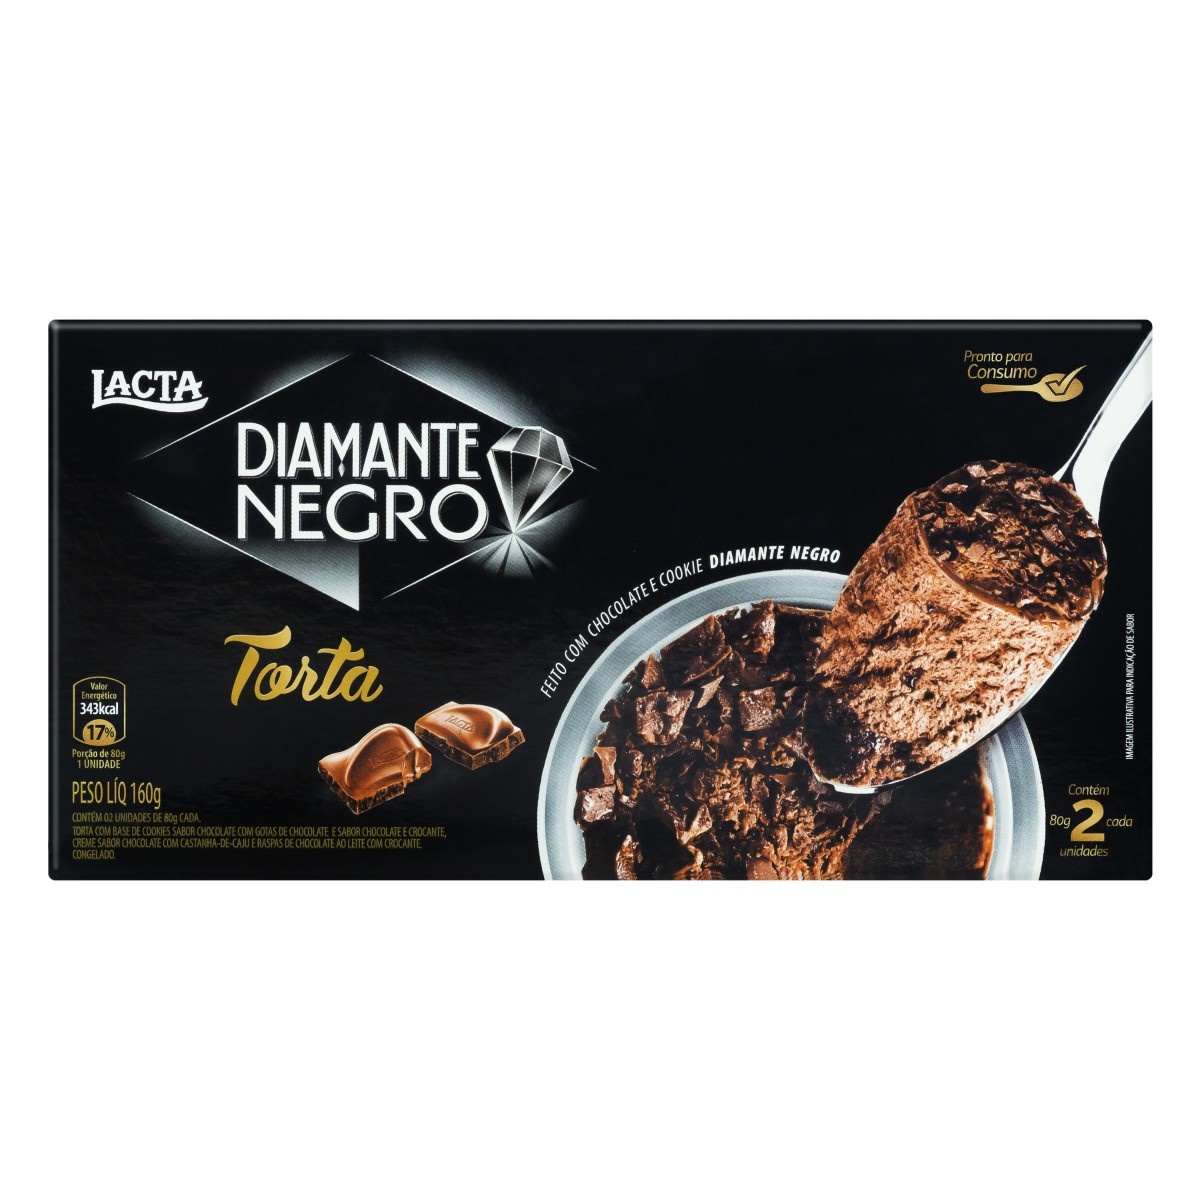 LACTA
DIAMANTE
NEGRO
Torta
Pronto para
Consumo
FEITO COM CHOCOLATE E COOKIE DIAMANTE NEGRO
Lacta
Valor
Energético
343kcal
17%
Porção de 80g
1 UNIDADE
PESO LÍQ 160g
CONTÉM 02 UNIDADES DE 80g CADA.
TORTA COM BASE DE COOKIES SABOR CHOCOLATE COM GOTAS DE CHOCOLATE E SABOR CHOCOLATE E CROCANTE,
CREME SABOR CHOCOLATE COM CASTANHA-DE-CAJU E RASPAS DE CHOCOLATE AO LEITE COM CROCANTE.
CONGELADO.
Contém
80g 2 cada
unidades
IMAGEM ILUSTRATIVA PARA INDICAÇÃO DE SABOR